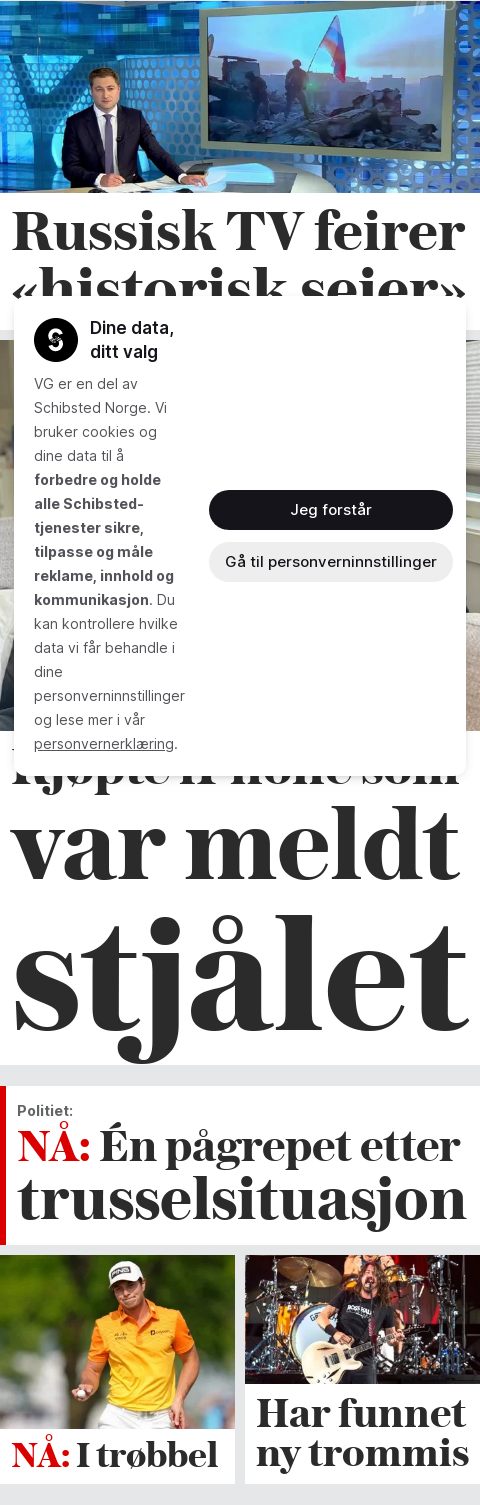 Russisk TV feirer
«historisk seier»
Dine data,
ditt valg
VG er en del av
Schibsted Norge. Vi
bruker cookies og
dine data til å
forbedre og holde
alle Schibsted-
tjenester sikre,
tilpasse og måle
reklame, innhold og
kommunikasjon. Du
kan kontrollere hvilke
data vi får behandle i
dine
personverninnstillinger
og lese mer i vår
personvernerklæring.
Jeg forstår
Gå til personverninnstillinger
var meldt
stjålet
Politiet:
NÅ: Én pågrepet etter
trusselsituasjon
PING
NÅ: I trøbbel
Har funnet
ny trommis